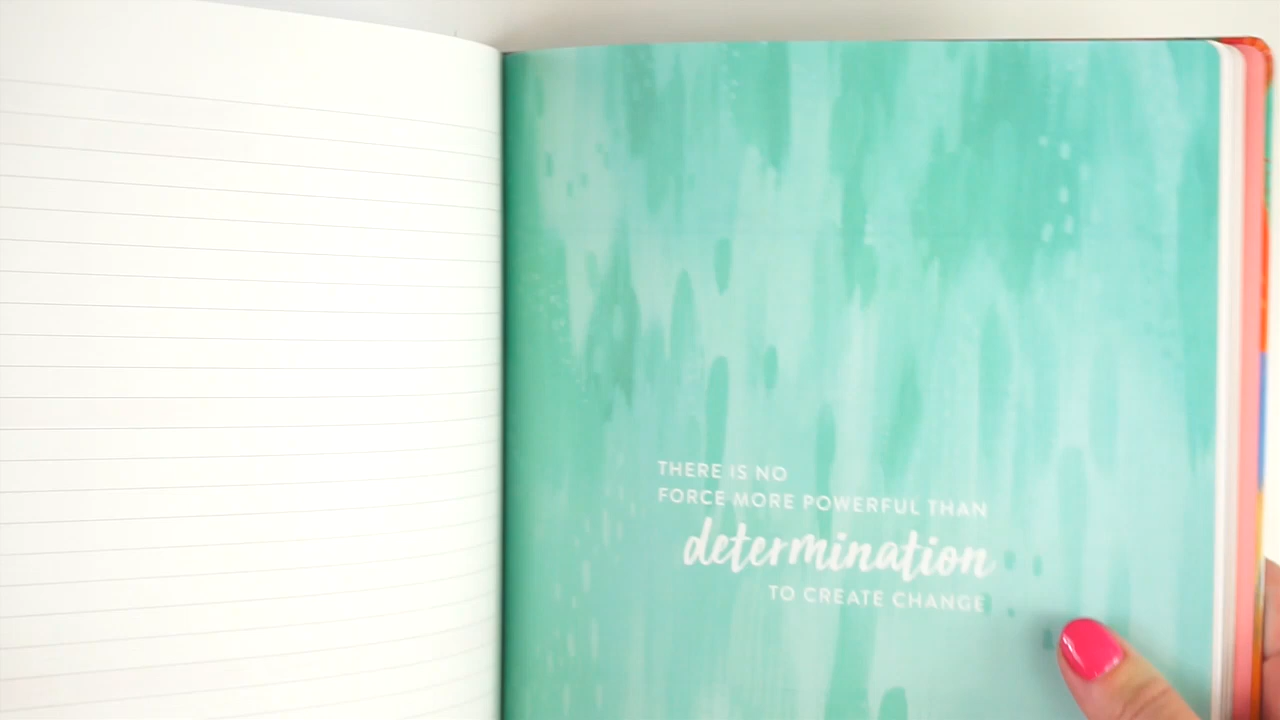 THERE IS NO
FORCE MORE POWERFUL THAN
determination
TO CREATE CHANGE